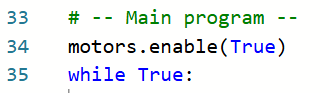 33 # -- Main program --
34 motors.enable(True)
35 while True: